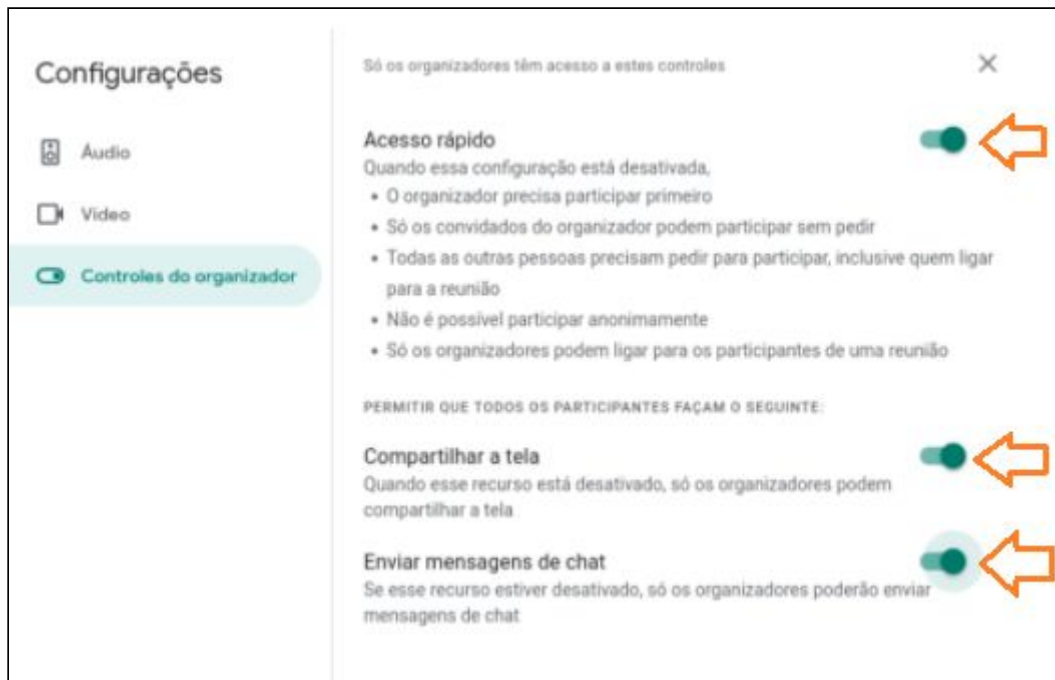 Configurações
Áudio
Vídeo
Controles do organizador
Só os organizadores têm acesso a estes controles
Acesso rápido
Quando essa configuração está desativada,
• O organizador precisa participar primeiro
• Só os convidados do organizador podem participar sem pedir
• Todas as outras pessoas precisam pedir para participar, inclusive quem ligar
para a reunião
• Não é possível participar anonimamente
• Só os organizadores podem ligar para os participantes de uma reunião
PERMITIR QUE TODOS OS PARTICIPANTES FAÇAM O SEGUINTE:
Compartilhar a tela
Quando esse recurso está desativado, só os organizadores podem
compartilhar a tela
Enviar mensagens de chat
Se esse recurso estiver desativado, só os organizadores poderão enviar
mensagens de chat